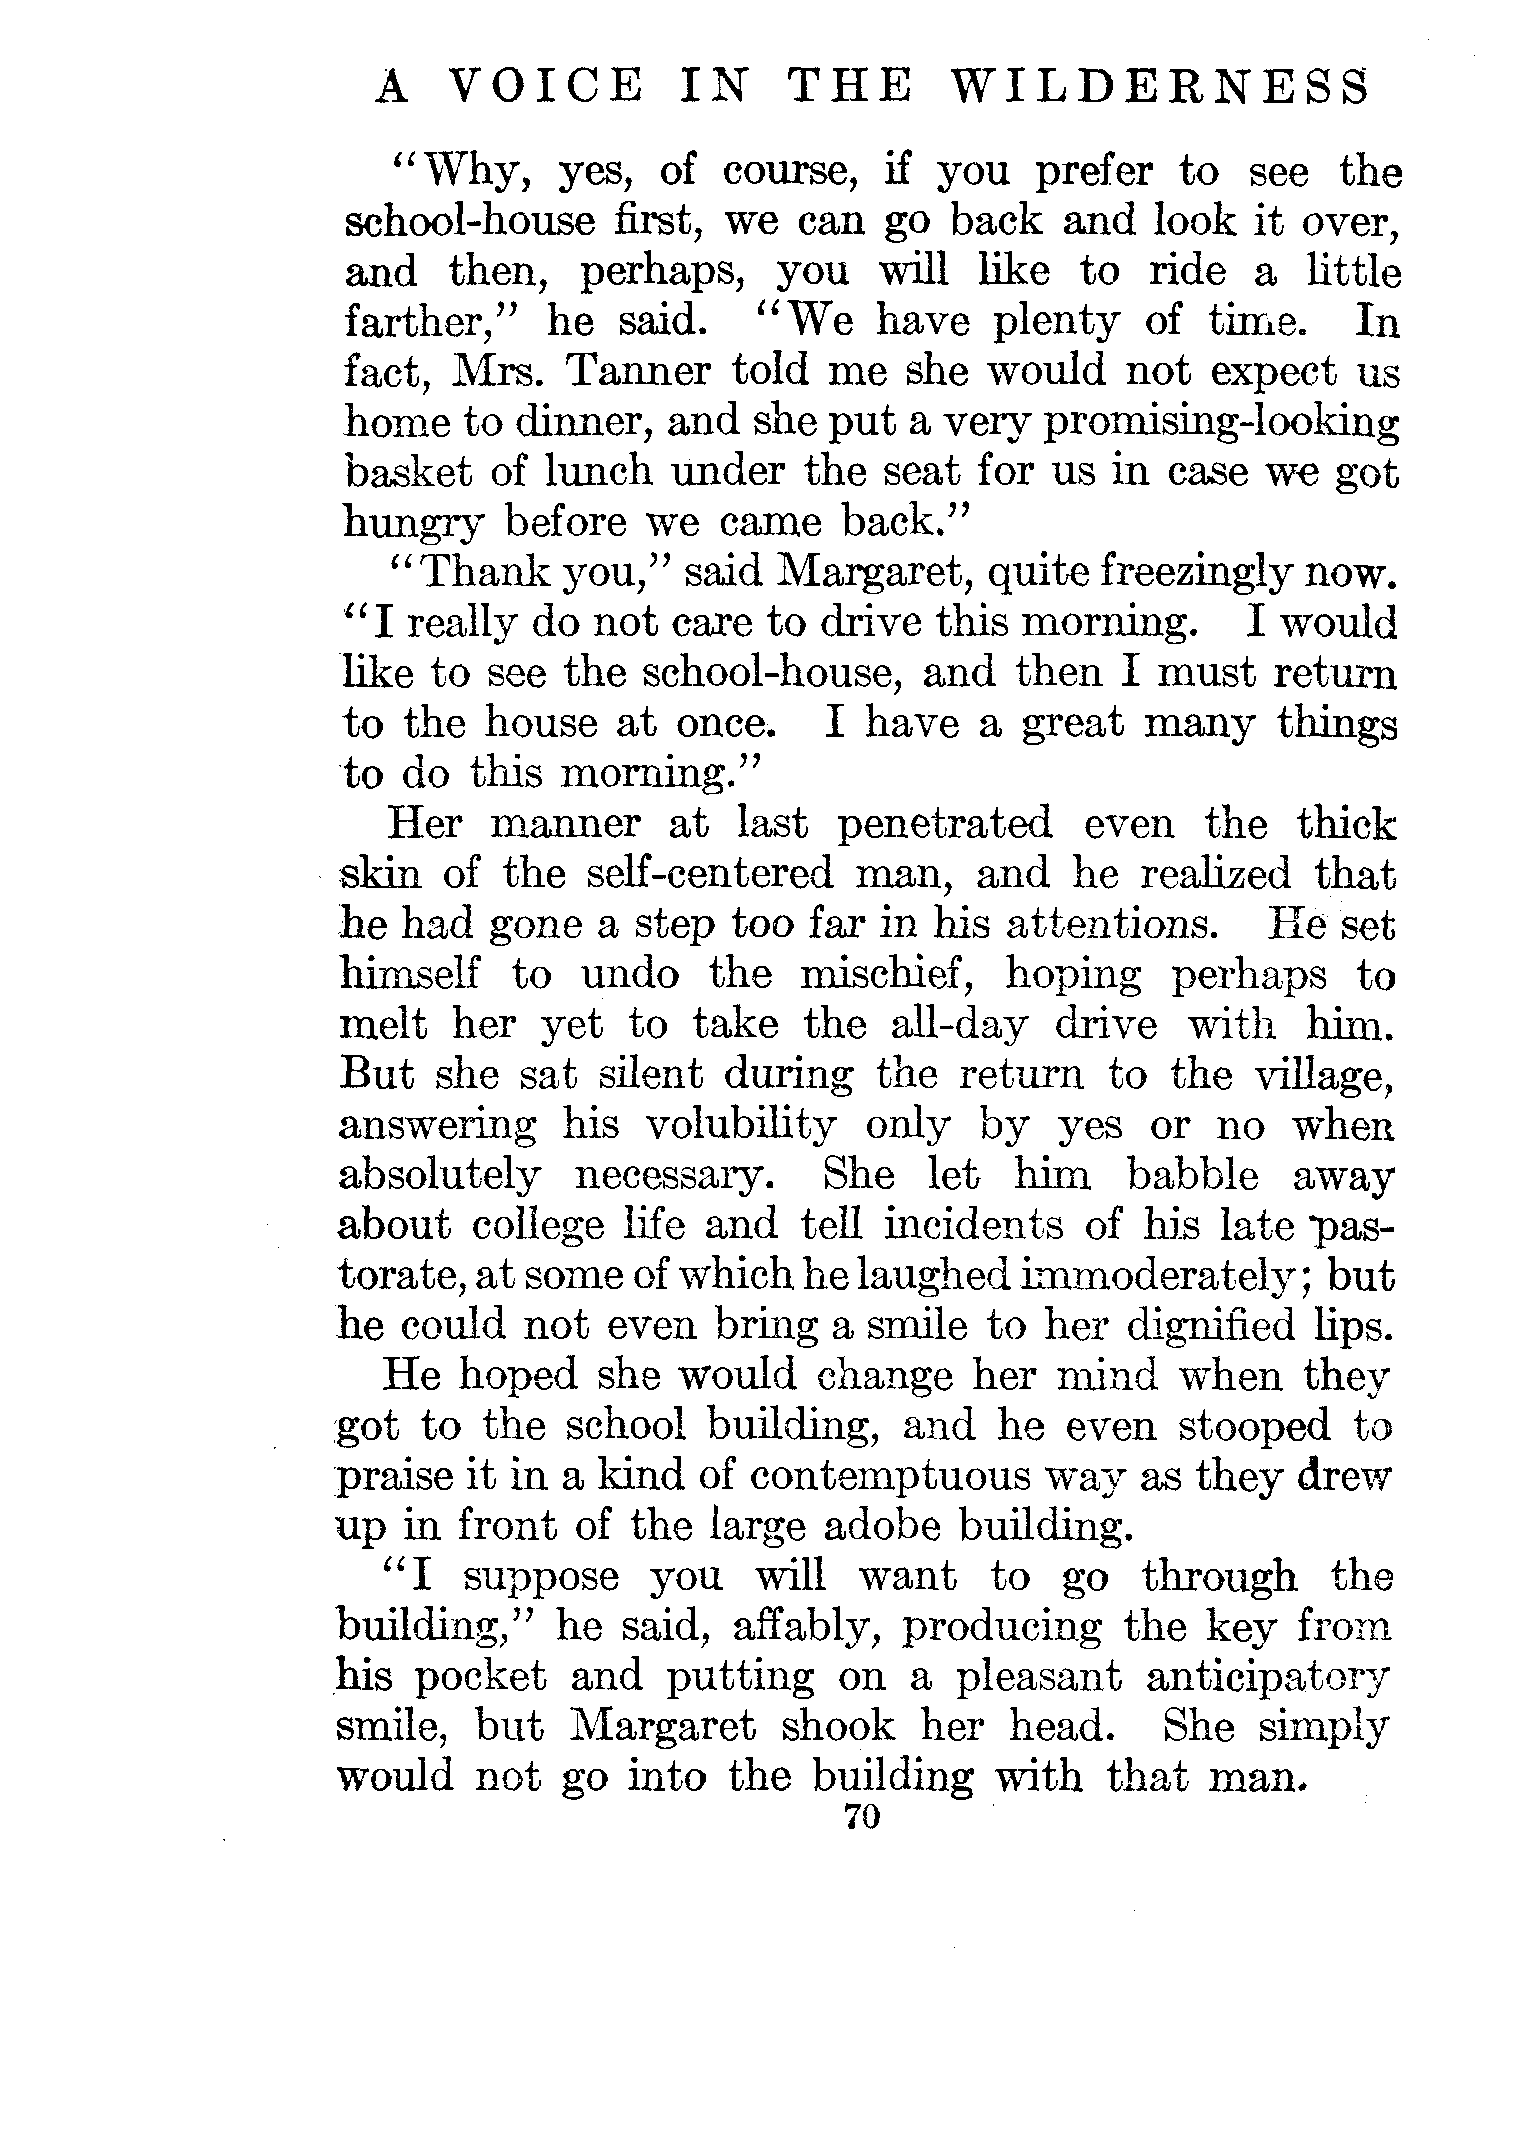 A VOICE IN THE WILDERNESS
"Why, yes, of course, if you prefer to see the
school-house first, we can go back and look it over,
and then, perhaps, you will like to ride a little
farther," he said. "We have plenty of time. In
fact, Mrs. Tanner told me she would not expect us
home to dinner, and she put a very promising-looking
basket of lunch under the seat for us in case we got
hungry before we came back."
"Thank you," said Margaret, quite freezingly now.
"I really do not care to drive this morning. I would
like to see the school-house, and then I must return
to the house at once. I have a great many things
to do this morning."
Her manner at last penetrated even the thick
skin of the self-centered man, and he realized that
he had gone a step too far in his attentions. He set
himself to undo the mischief, hoping perhaps to
melt her yet to take the all-day drive with him.
But she sat silent during the return to the village,
answering his volubility only by yes or no when
absolutely necessary. She let him babble away
about college life and tell incidents of his late pas-
torate, at some of which he laughed immoderately; but
he could not even bring a smile to her dignified lips.
He hoped she would change her mind when they
got to the school building, and he even stooped to
praise it in a kind of contemptuous way as they drew
up in front of the large adobe building.
"I suppose you will want to go through the
building," he said, affably, producing the key from
his pocket and putting on a pleasant anticipatory
smile, but Margaret shook her head. She simply
would not go into the building with that man.
70